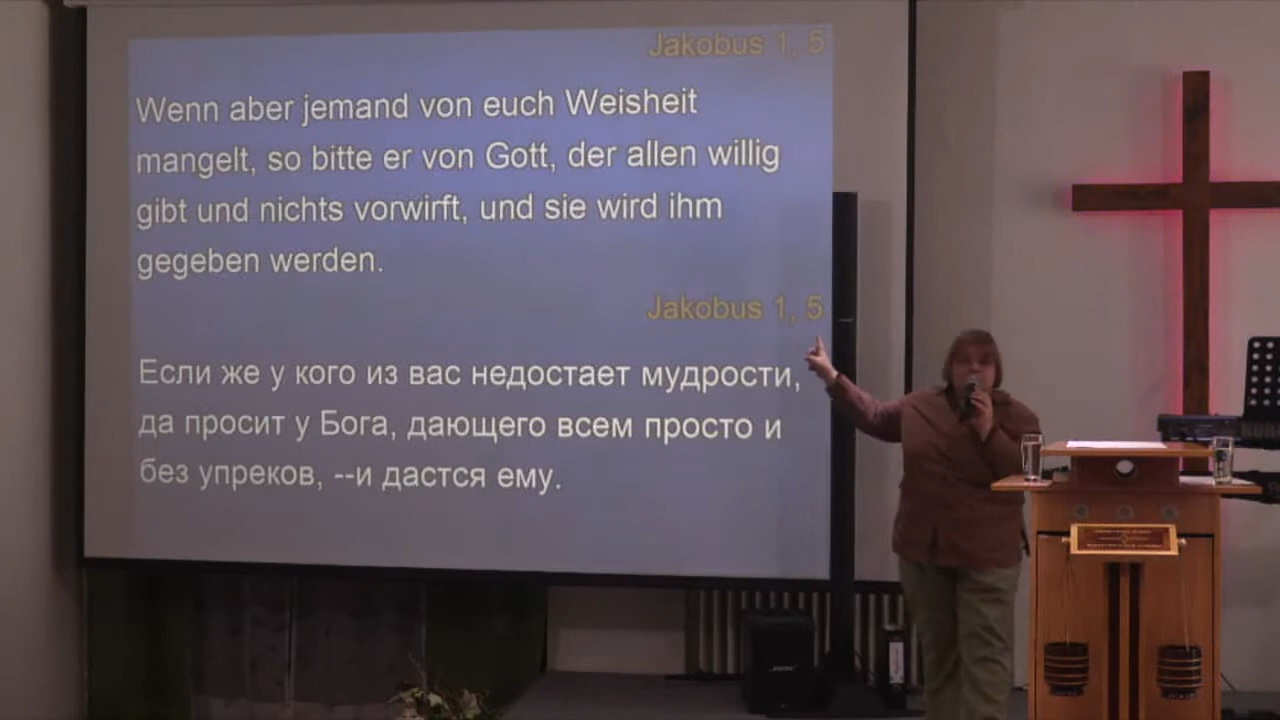 Jakobus 1, 5
Wenn aber jemand von euch Weisheit
mangelt, so bitte er von Gott, der allen willig
gibt und nichts vorwirft, und sie wird ihm
gegeben werden.
Jakobus 1, 5
Если же у кого из вас недостает мудрости,
да просит у Бога, дающего всем просто и
без упреков, --и дастся ему.
BOSE